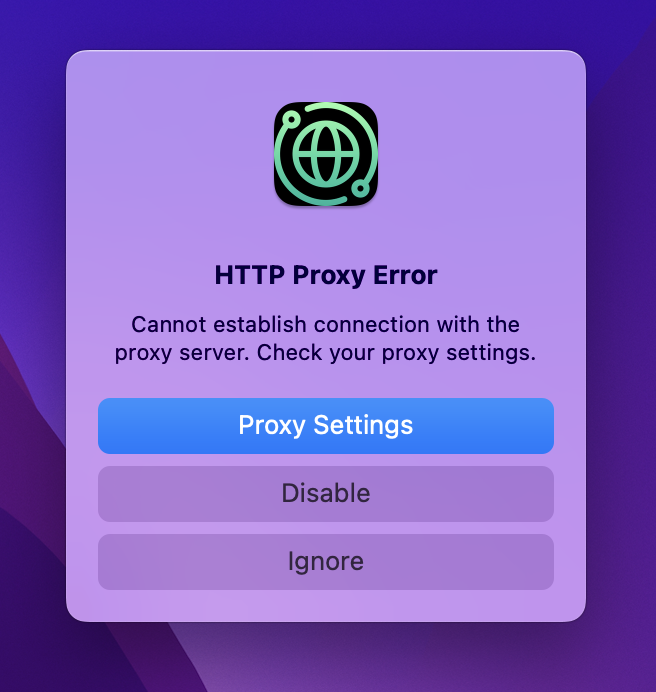 HTTP Proxy Error
Cannot establish connection with the
proxy server. Check your proxy settings.
Proxy Settings
Disable
Ignore